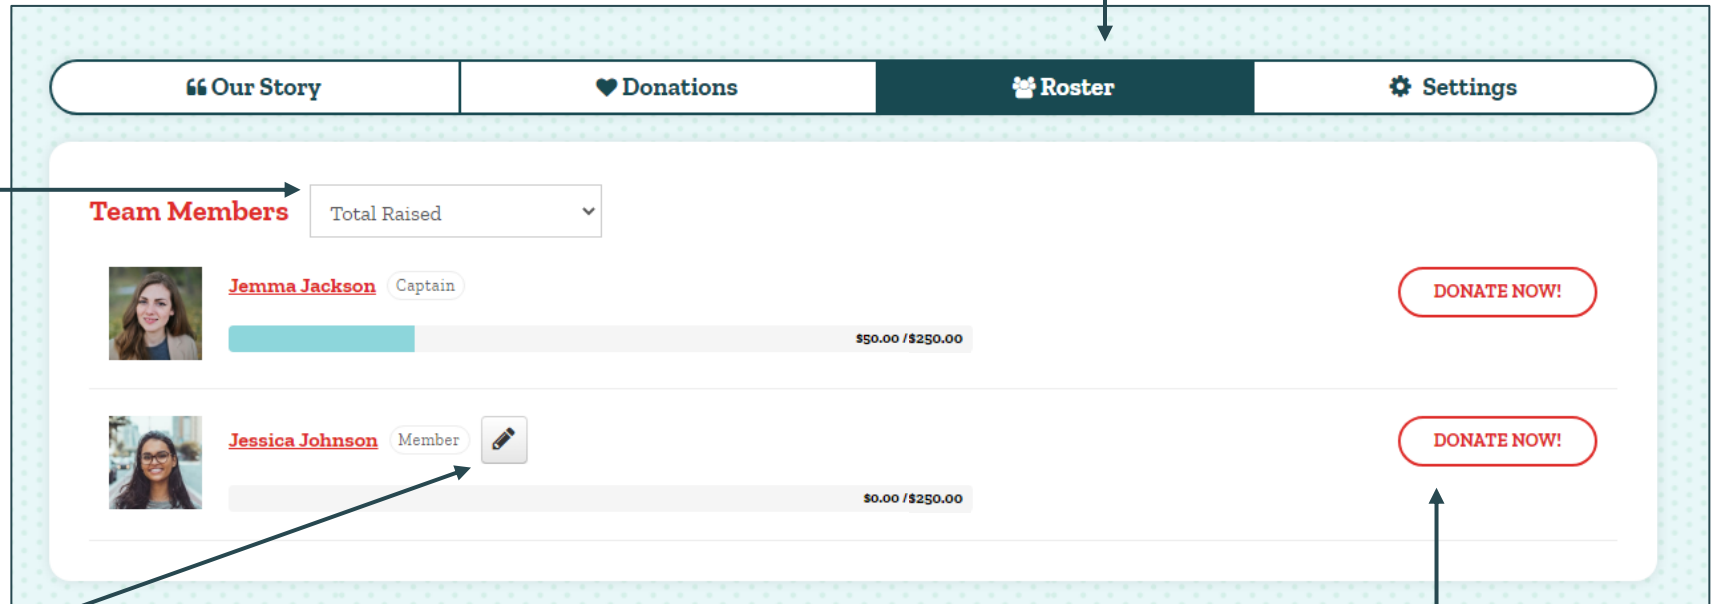 Our Story
Donations
Roster
Settings
Team Members
Total Raised
Jemma Jackson Captain
DONATE NOW!
$50.00 /$250.00
Jessica Johnson Member
DONATE NOW!
$0.00 /$250.00